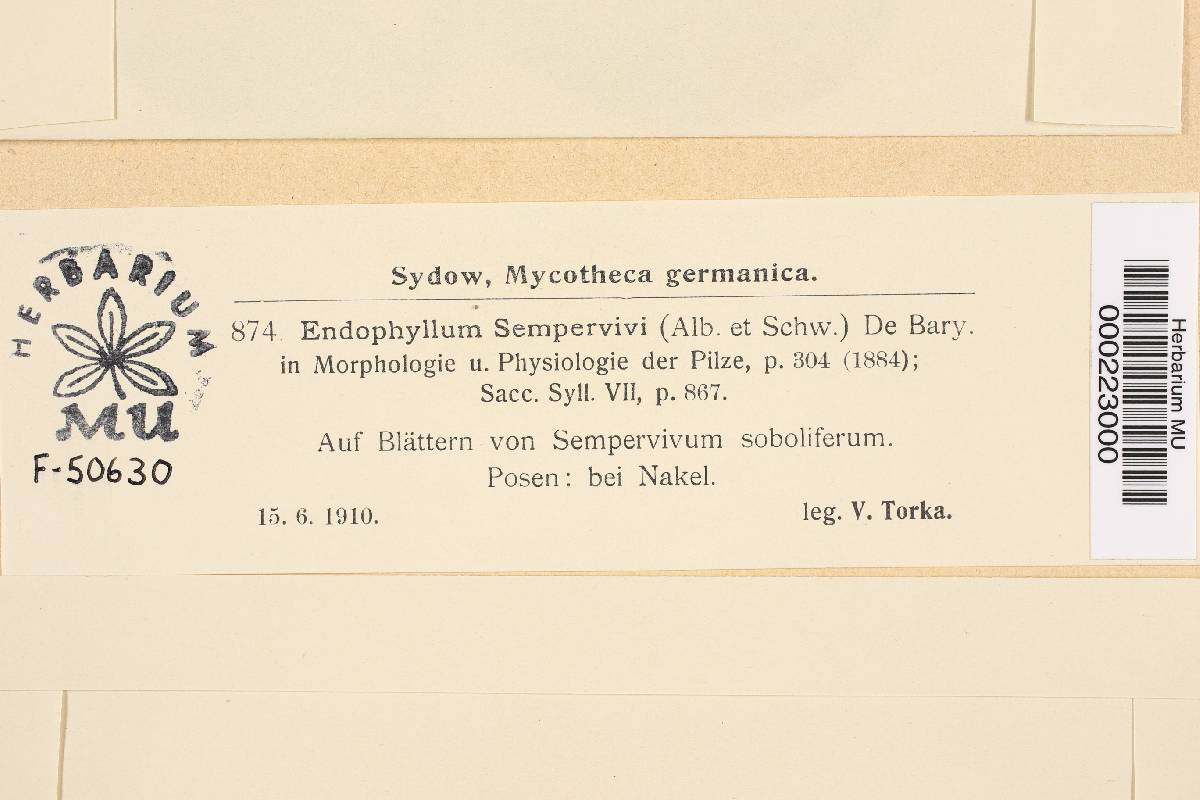 HERBARIUM
MU
F-50630
Sydow, Mycotheca germanica.
874. Endophyllum Sempervivi (Alb. et Schw.) De Bary.
in Morphologie u. Physiologie der Pilze, p. 304 (1884);
Sacc. Syll. VII, p. 867.
Auf Blättern von Sempervivum soboliferum.
Posen: bei Nakel.
15. 6. 1910. leg. V. Torka.
Herbarium MU
000223000